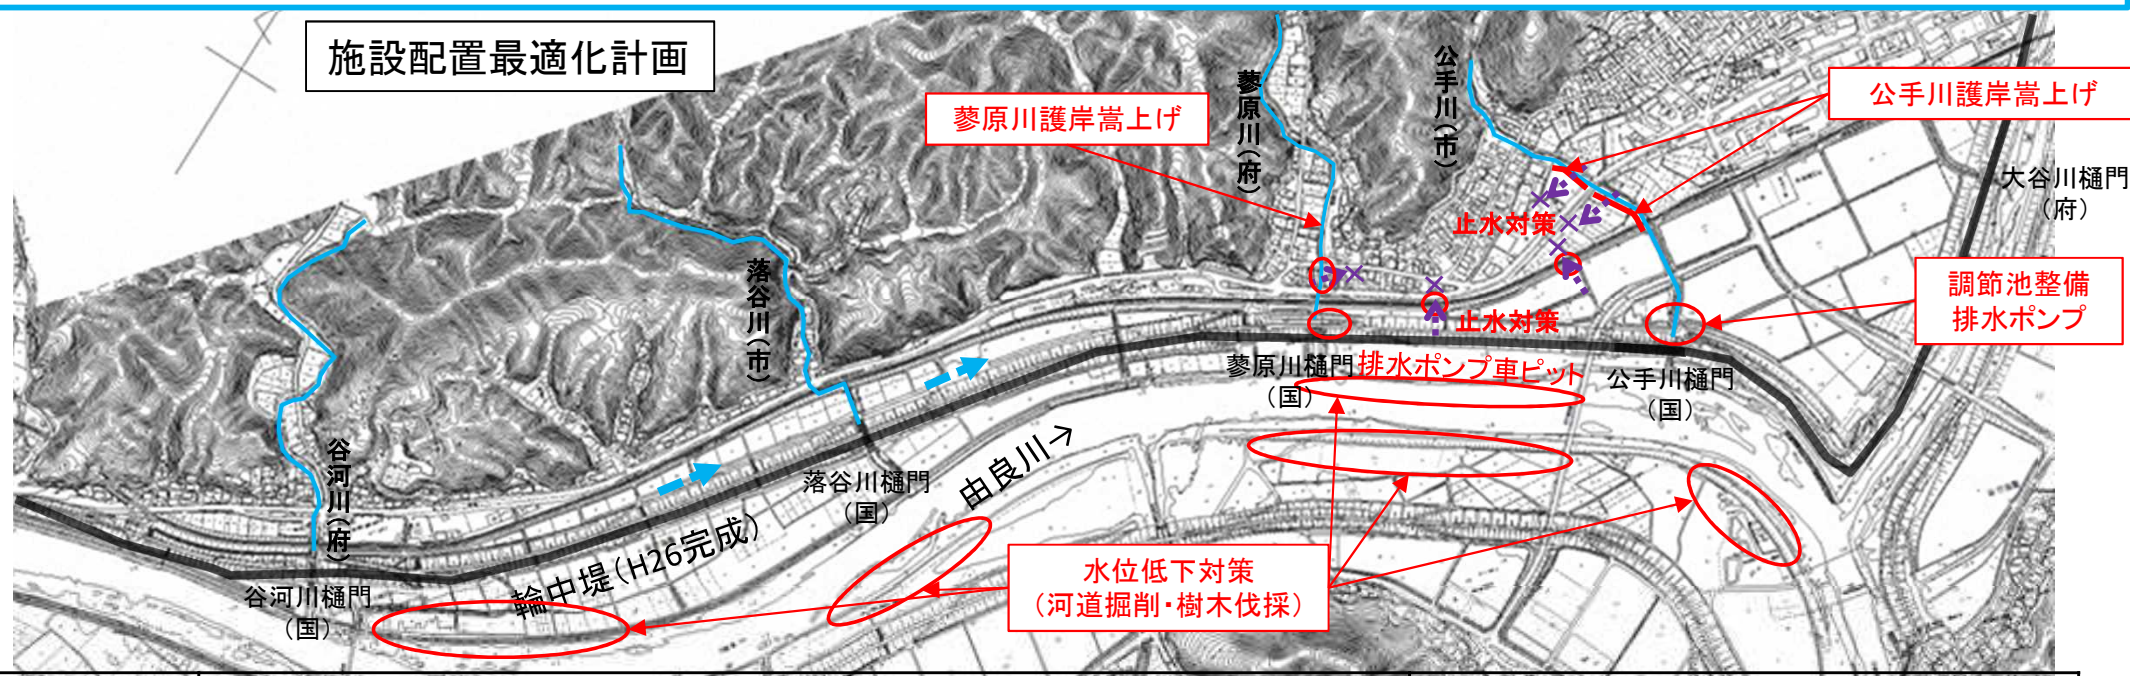 施設配置最適化計画
蓼原川護岸嵩上げ
蓼原川(府)
公手川(市)
公手川護岸嵩上げ
大谷川樋門
(府)
止水対策
調節池整備
排水ポンプ
止水対策
落谷川(市)
蓼原川樋門
(国)
排水ポンプ車ピット
公手川樋門
(国)
谷河川(府)
落谷川樋門
(国)
由良川→
輪中堤(H26完成)
水位低下対策
(河道掘削・樹木伐採)
谷河川樋門
(国)